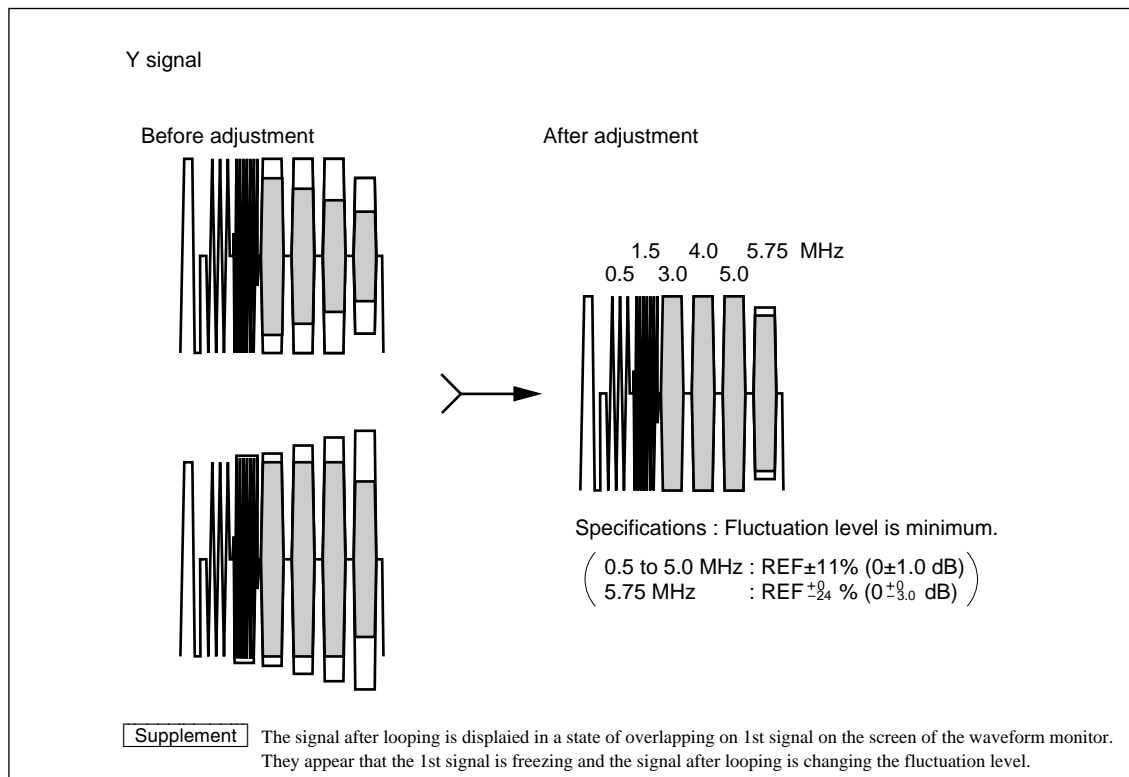 Y signal
Before adjustment
After adjustment
1.5 4.0 5.75 MHz
0.5 3.0 5.0
Specifications : Fluctuation level is minimum.
0.5 to 5.0 MHz : REF±11% (0±1.0 dB)
5.75 MHz : REF +0 −24 % (0 +0 −3.0 dB)
Supplement The signal after looping is displaied in a state of overlapping on 1st signal on the screen of the waveform monitor.
They appear that the 1st signal is freezing and the signal after looping is changing the fluctuation level.